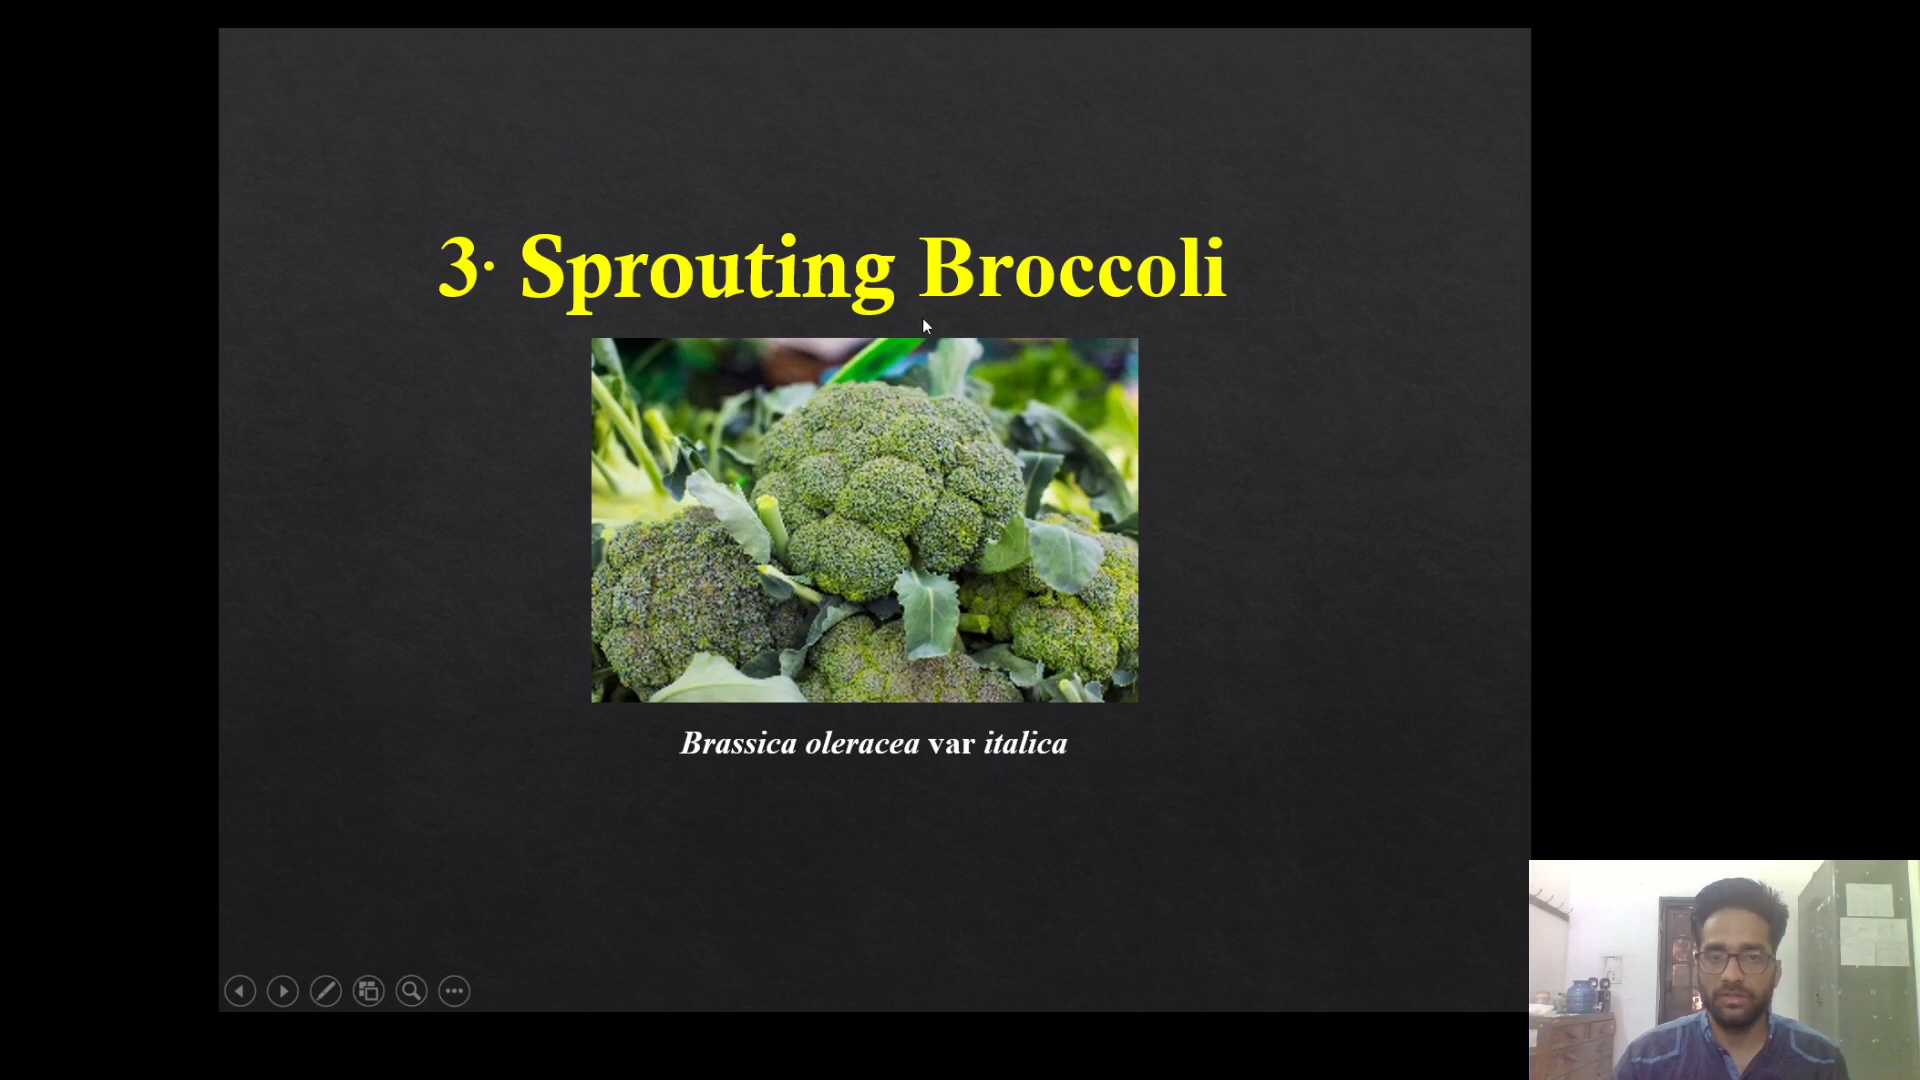 3. Sprouting Broccoli
Brassica oleracea var italica